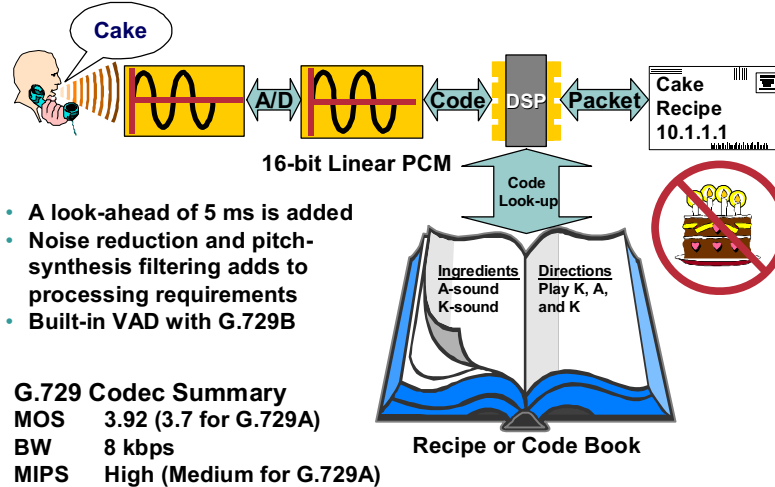 Cake
A/D
Code
DSP
Packet
Cake
Recipe
10.1.1.1
16-bit Linear PCM
Code
Look-up
• A look-ahead of 5 ms is added
• Noise reduction and pitch-
synthesis filtering adds to
processing requirements
• Built-in VAD with G.729B
Ingredients
A-sound
K-sound
Directions
Play K, A,
and K
G.729 Codec Summary
MOS 3.92 (3.7 for G.729A)
BW 8 kbps
MIPS High (Medium for G.729A)
Recipe or Code Book